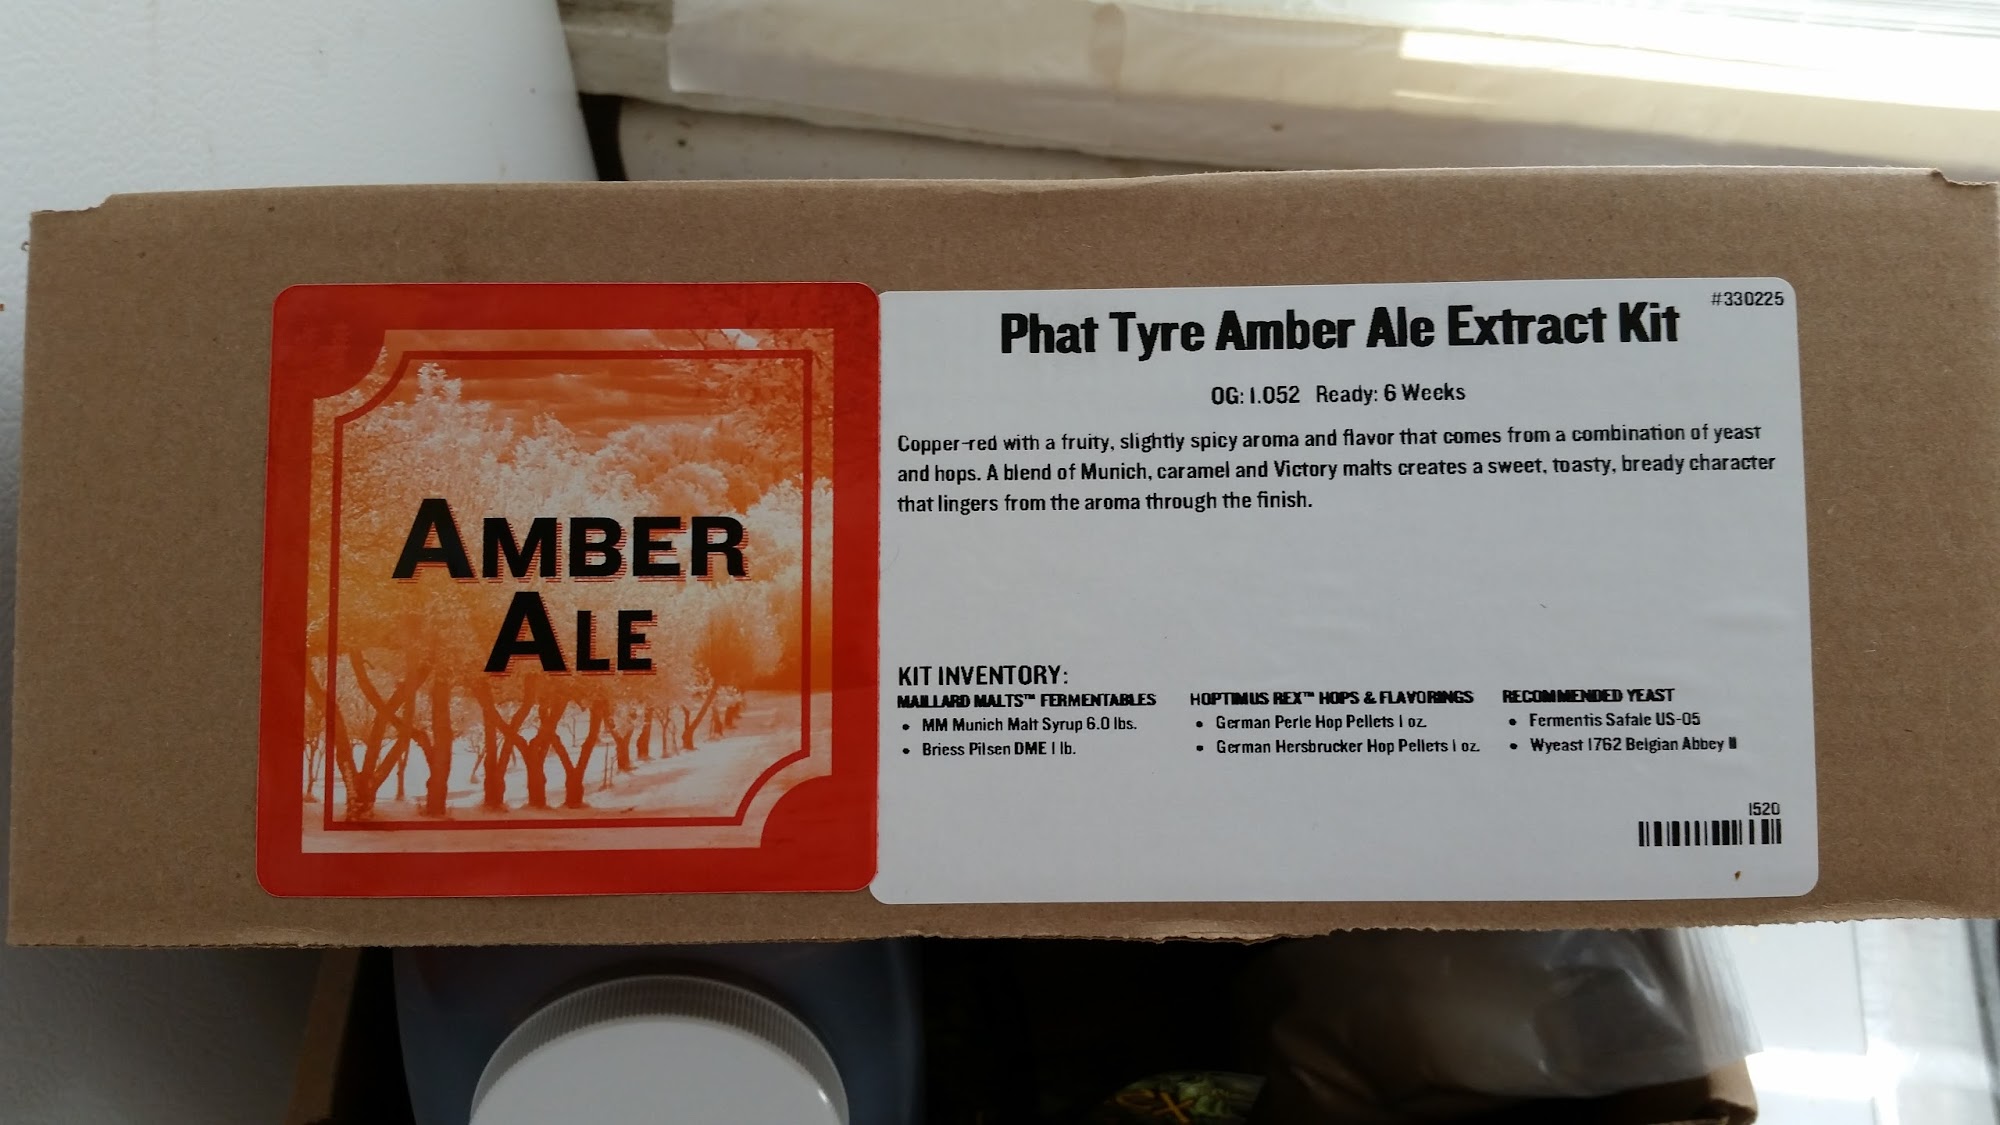 AMBER
ALE
#330225
Phat Tyre Amber Ale Extract Kit
OG: 1.052 Ready: 6 Weeks
Copper-red with a fruity, slightly spicy aroma and flavor that comes from a combination of yeast
and hops. A blend of Munich, caramel and Victory malts creates a sweet, toasty, bready character
that lingers from the aroma through the finish.
KIT INVENTORY:
MAILLARD MALTS™ FERMENTABLES
• MM Munich Malt Syrup 6.0 lbs.
• Briess Pilsen DME 1 lb.
HOPTIMUS REX™ HOPS & FLAVORINGS
• German Perle Hop Pellets 1 oz.
• German Hersbrucker Hop Pellets 1 oz.
RECOMMENDED YEAST
• Fermentis Safale US-05
• Wyeast 1762 Belgian Abbey II
1520